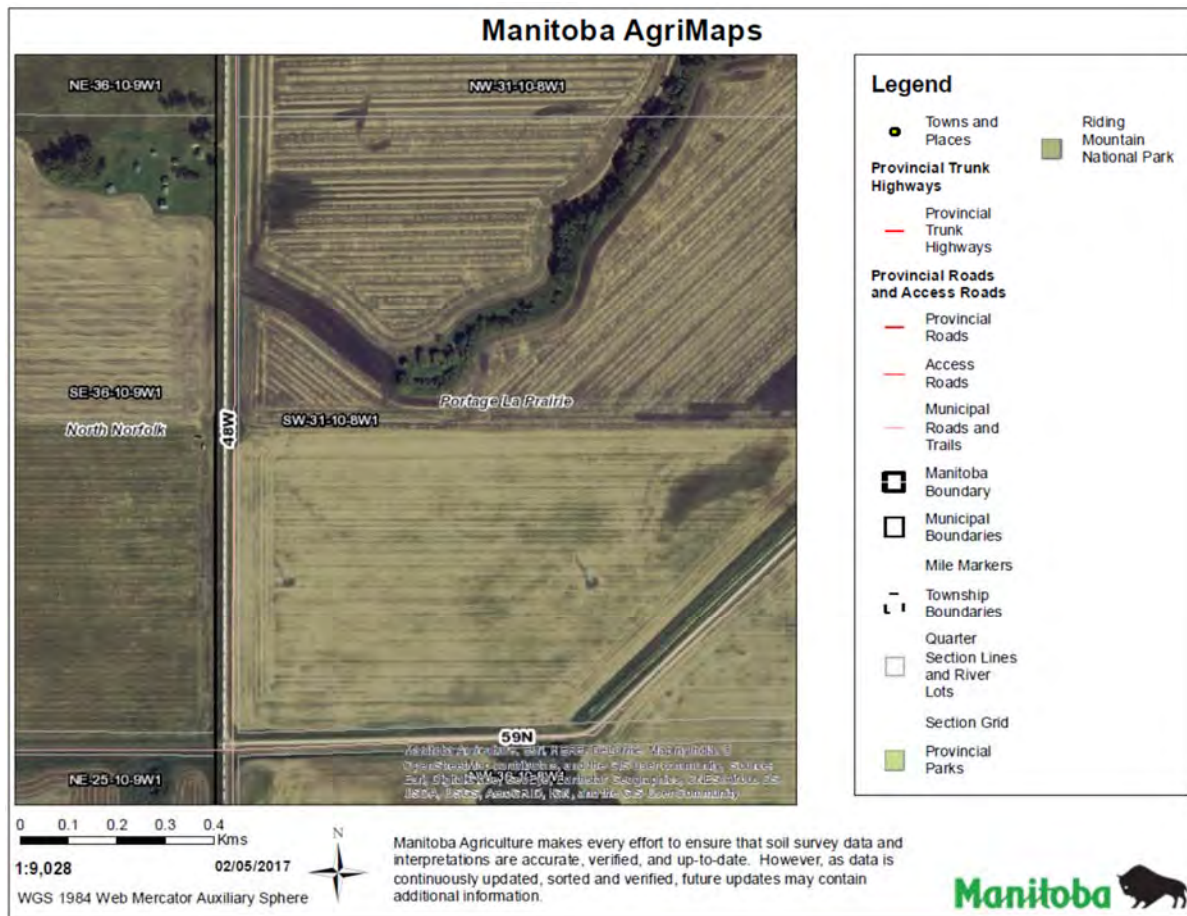 Manitoba AgriMaps
NE-36-10-9W1
NW-31-10-8W1
SE-36-10-9W1
North Norfolk
48W
SW-31-10-8W1
Portage La Prairie
59N
NE-25-10-9W1
Legend
Towns and
Places
Provincial Trunk
Highways
Provincial
Trunk
Highways
Provincial Roads
and Access Roads
Provincial
Roads
Access
Roads
Municipal
Roads and
Trails
Manitoba
Boundary
Municipal
Boundaries
Mile Markers
Township
Boundaries
Quarter
Section Lines
and River
Lots
Section Grid
Provincial
Parks
Riding
Mountain
National Park
0 0.1 0.2 0.3 0.4
Kms
1:9,028
02/05/2017
WGS 1984 Web Mercator Auxiliary Sphere
N
Manitoba Agriculture makes every effort to ensure that soil survey data and
interpretations are accurate, verified, and up-to-date. However, as data is
continuously updated, sorted and verified, future updates may contain
additional information.
Manitoba